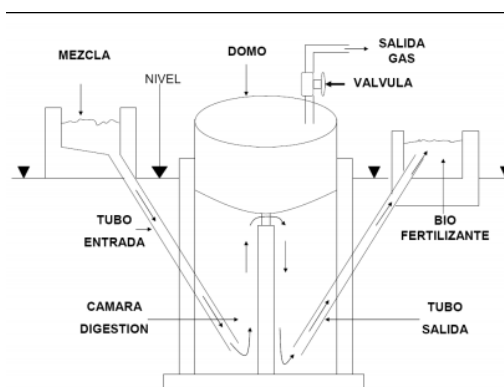 SALIDA
GAS
DOMO
MEZCLA
NIVEL
VALVULA
TUBO
ENTRADA
BIO
FERTILIZANTE
CAMARA
DIGESTION
TUBO
SALIDA